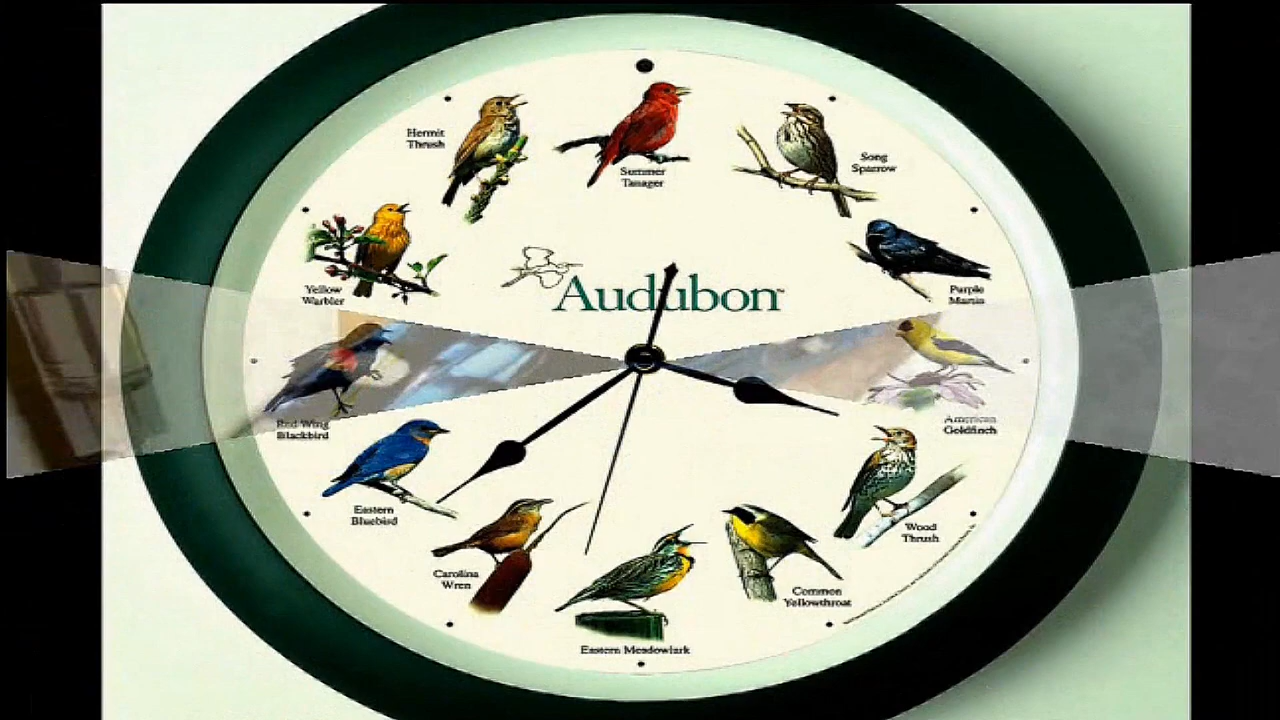 Hermit
Thrush
Summer
Tanager
Song
Sparrow
Yellow
Warbler
Audubon™
Purple
Martin
Red Wing
Blackbird
American
Goldfinch
Eastern
Bluebird
Wood
Thrush
Carolina
Wren
Common
Yellowthroat
Eastern Meadowlark